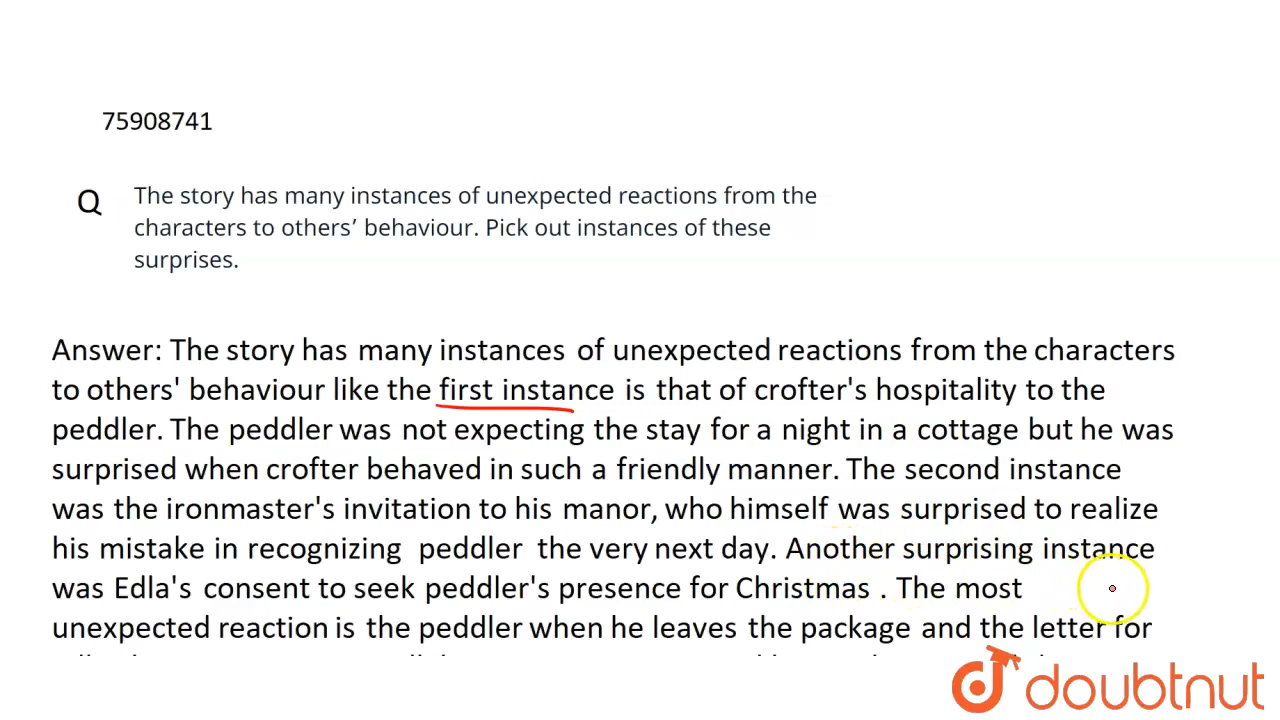 75908741
Q The story has many instances of unexpected reactions from the
characters to others’ behaviour. Pick out instances of these
surprises.
Answer: The story has many instances of unexpected reactions from the characters
to others' behaviour like the first instance is that of crofter's hospitality to the
peddler. The peddler was not expecting the stay for a night in a cottage but he was
surprised when crofter behaved in such a friendly manner. The second instance
was the ironmaster's invitation to his manor, who himself was surprised to realize
his mistake in recognizing peddler the very next day. Another surprising instance
was Edla's consent to seek peddler's presence for Christmas . The most
unexpected reaction is the peddler when he leaves the package and the letter for
doubtnut